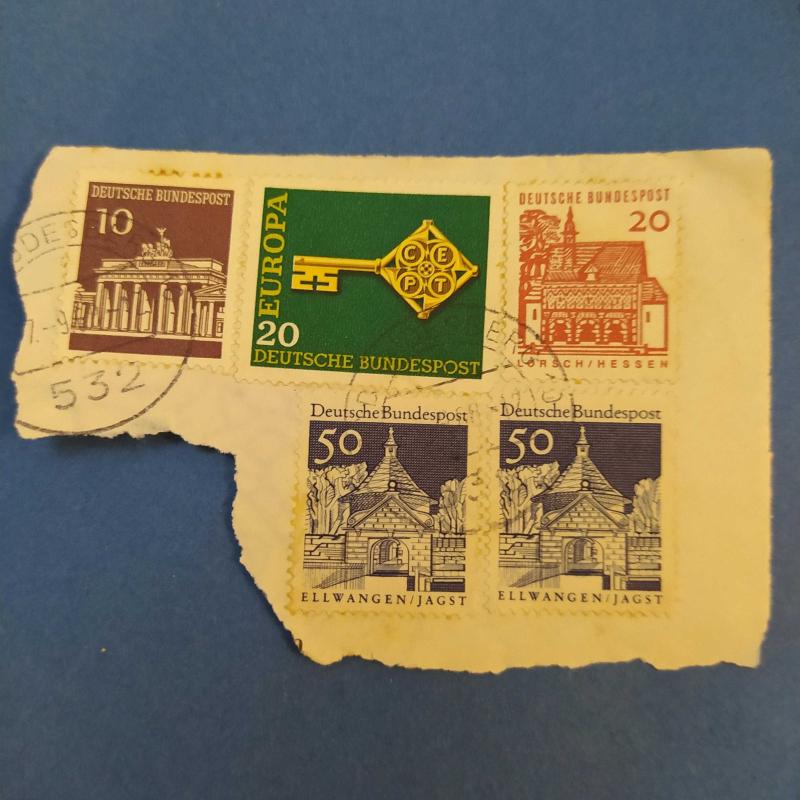 DEUTSCHE BUNDESPOST
10
EUROPA
C E
P T
20
DEUTSCHE BUNDESPOST
DEUTSCHE BUNDESPOST
20
LORSCH/HESSEN
532
Deutsche Bundespost
50
ELLWANGEN/JAGST
Deutsche Bundespost
50
ELLWANGEN/JAGST